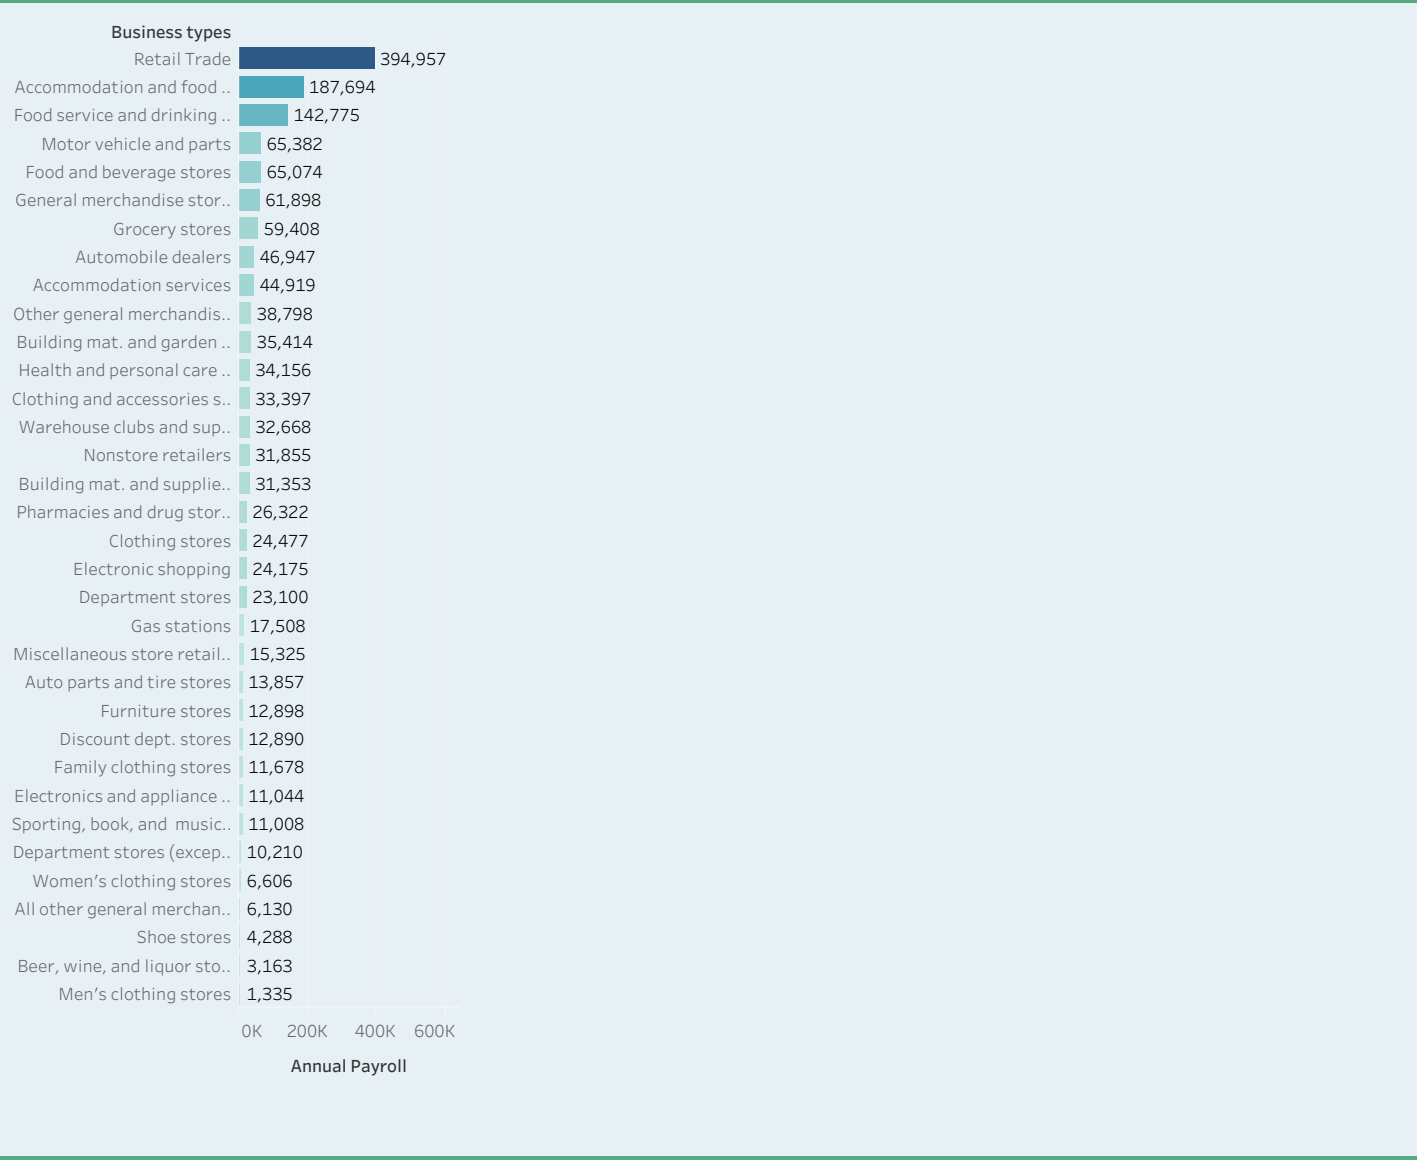 Business types
Retail Trade 394,957
Accommodation and food .. 187,694
Food service and drinking .. 142,775
Motor vehicle and parts 65,382
Food and beverage stores 65,074
General merchandise stor.. 61,898
Grocery stores 59,408
Automobile dealers 46,947
Accommodation services 44,919
Other general merchandis.. 38,798
Building mat. and garden .. 35,414
Health and personal care .. 34,156
Clothing and accessories s.. 33,397
Warehouse clubs and sup.. 32,668
Nonstore retailers 31,855
Building mat. and supplie.. 31,353
Pharmacies and drug stor.. 26,322
Clothing stores 24,477
Electronic shopping 24,175
Department stores 23,100
Gas stations 17,508
Miscellaneous store retail.. 15,325
Auto parts and tire stores 13,857
Furniture stores 12,898
Discount dept. stores 12,890
Family clothing stores 11,678
Electronics and appliance .. 11,044
Sporting, book, and  music.. 11,008
Department stores (excep.. 10,210
Women's clothing stores 6,606
All other general merchan.. 6,130
Shoe stores 4,288
Beer, wine, and liquor sto.. 3,163
Men's clothing stores 1,335
0K 200K 400K 600K
Annual Payroll